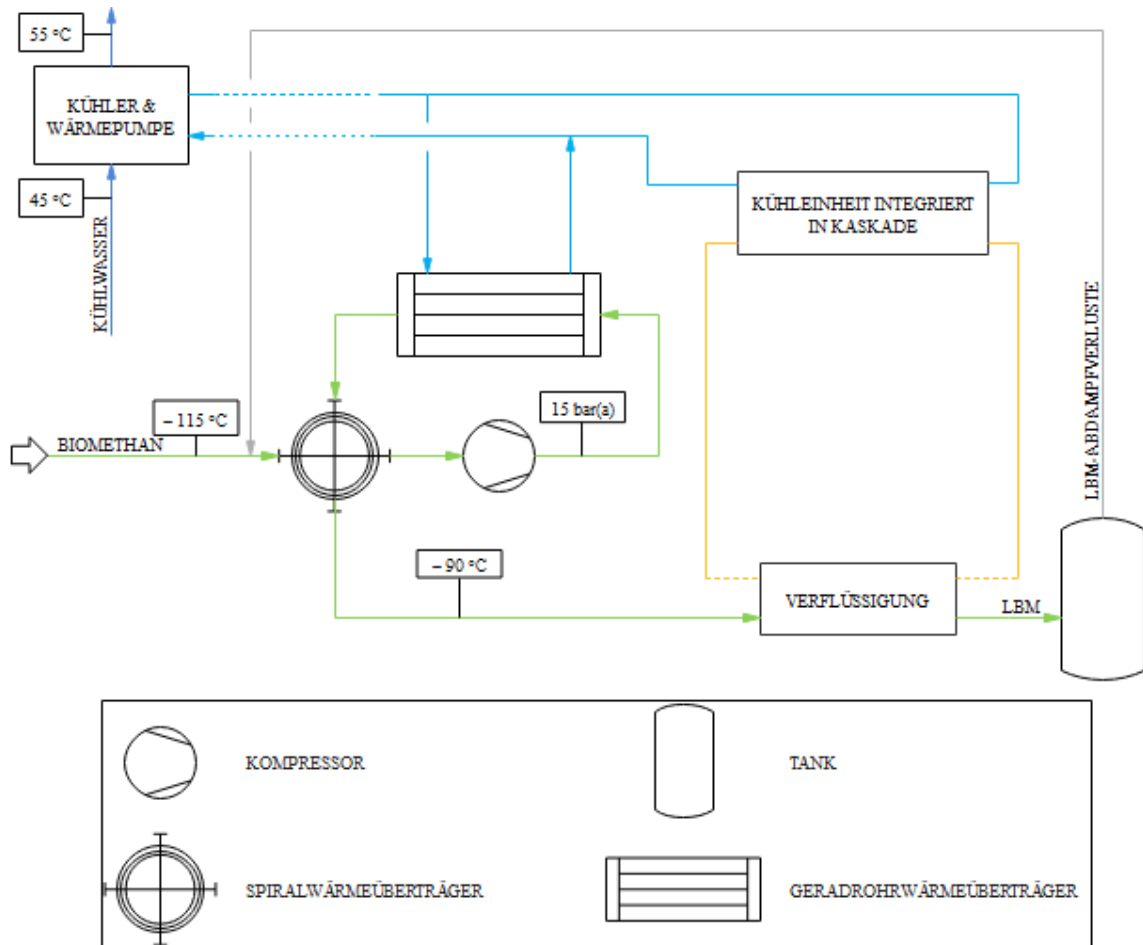 55 °C
KÜHLER &
WÄRMEPUMPE
45 °C
KÜHLWASSER
KÜHLEINHEIT INTEGRIERT
IN KASKADE
LBM-ABDAMPFVERLUSTE
– 115 °C
15 bar(a)
BIOMETHAN
– 90 °C
VERFLÜSSIGUNG
LBM
KOMPRESSOR
TANK
SPIRALWÄRMEÜBERTRÄGER
GERADROHRWÄRMEÜBERTRÄGER